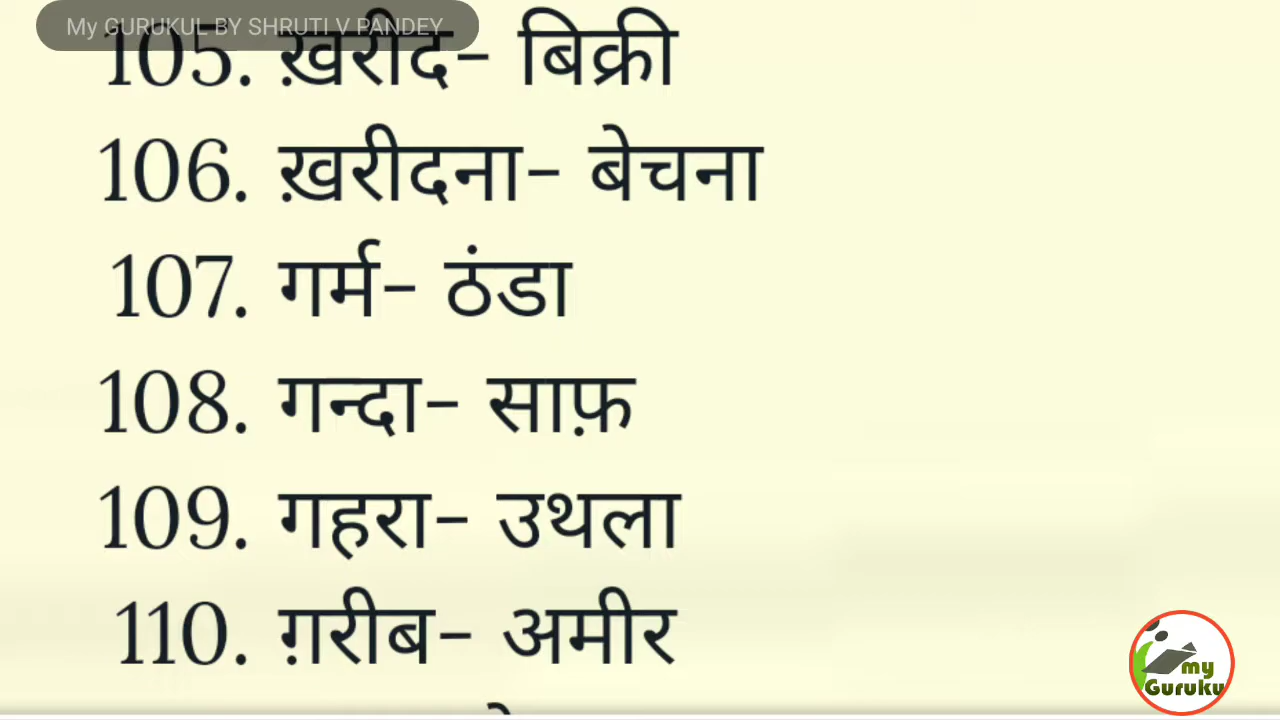 My GURUKUL BY SHRUTI V PANDEY
105. ख़रीद- बिक्री
106. ख़रीदना- बेचना
107. गर्म- ठंडा
108. गन्दा- साफ़
109. गहरा- उथला
110. ग़रीब- अमीर
my
Guruku